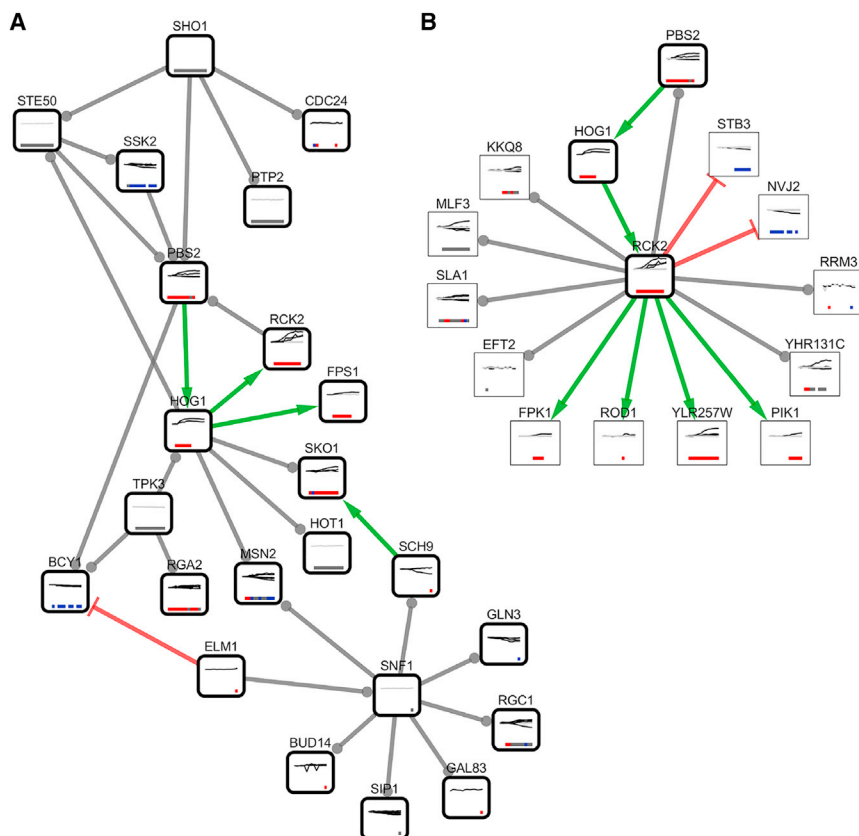 A
SHO1
STE50
CDC24
SSK2
PTP2
PBS2
RCK2
FPS1
HOG1
SKO1
TPK3
HOT1
BCY1
RGA2
MSN2
SCH9
GLN3
ELM1
SNF1
RGC1
BUD14
GAL83
SIP1
B
PBS2
HOG1
STB3
KKQ8
NVJ2
MLF3
RCK2
RRM3
SLA1
EFT2
YHR131C
FPK1
ROD1
YLR257W
PIK1